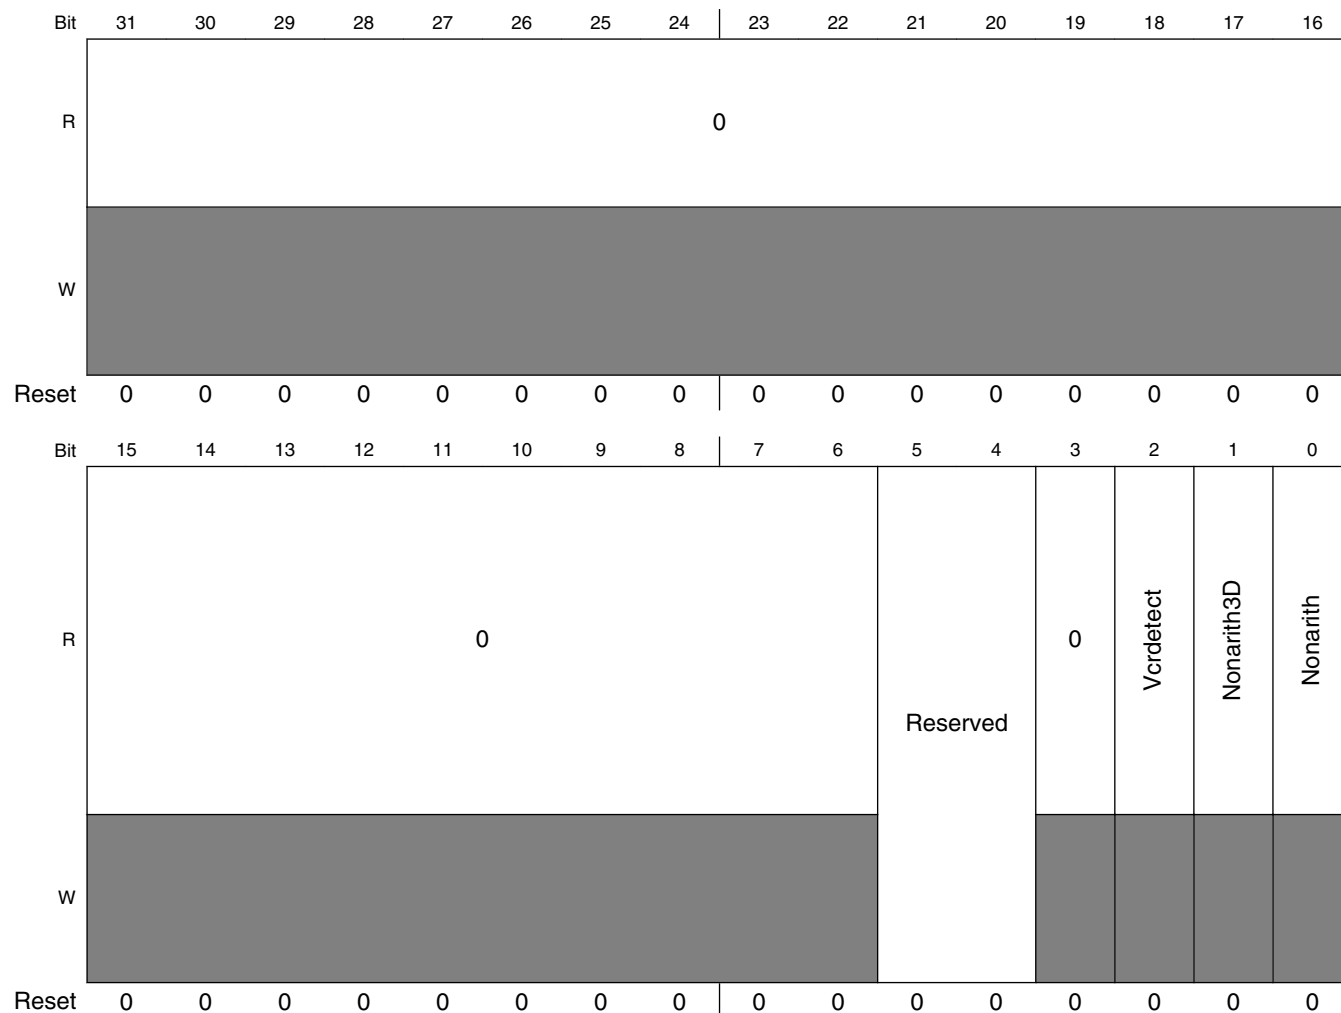 Bit 31 30 29 28 27 26 25 24 23 22 21 20 19 18 17 16
R 0
W
Reset 0 0 0 0 0 0 0 0 0 0 0 0 0 0 0 0
Bit 15 14 13 12 11 10 9 8 7 6 5 4 3 2 1 0
R 0 Reserved 0 Vcrdetect Nonarith3D Nonarith
W
Reset 0 0 0 0 0 0 0 0 0 0 0 0 0 0 0 0